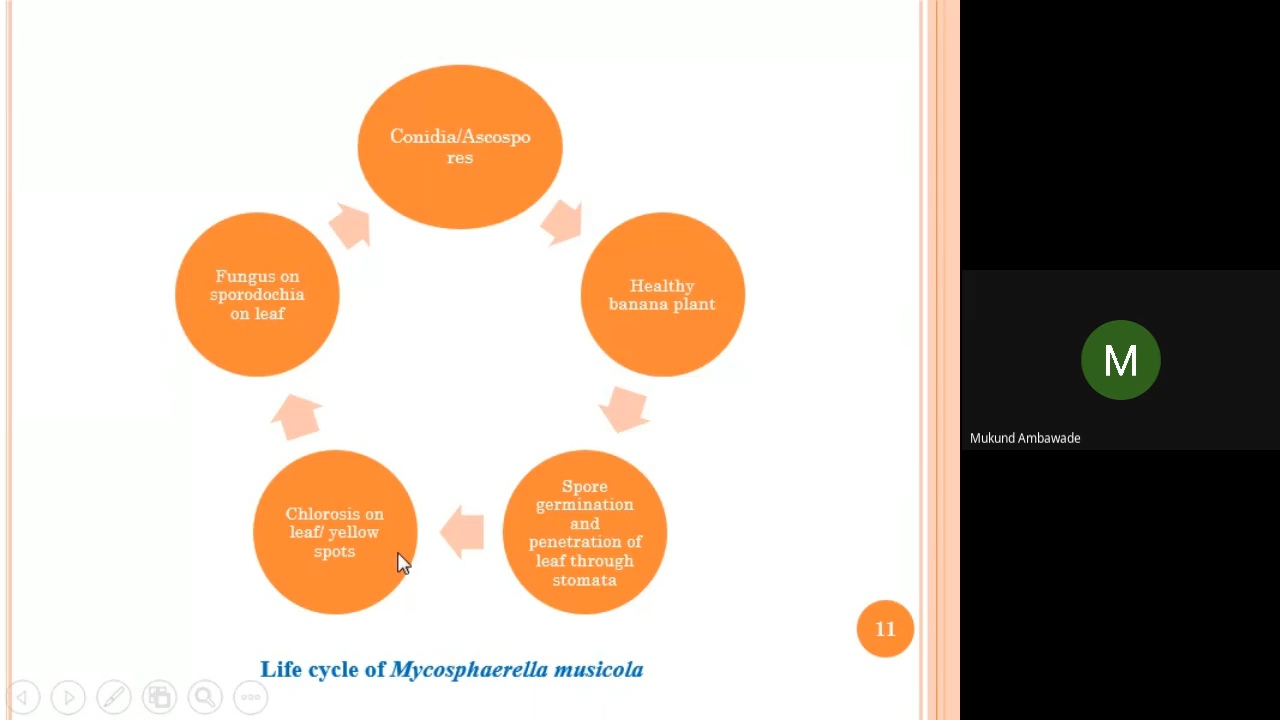 Conidia/Ascospo
res
Healthy
banana plant
Spore
germination
and
penetration of
leaf through
stomata
Chlorosis on
leaf/ yellow
spots
Fungus on
sporodochia
on leaf
11
Life cycle of Mycosphaerella musicola
M
Mukund Ambawade